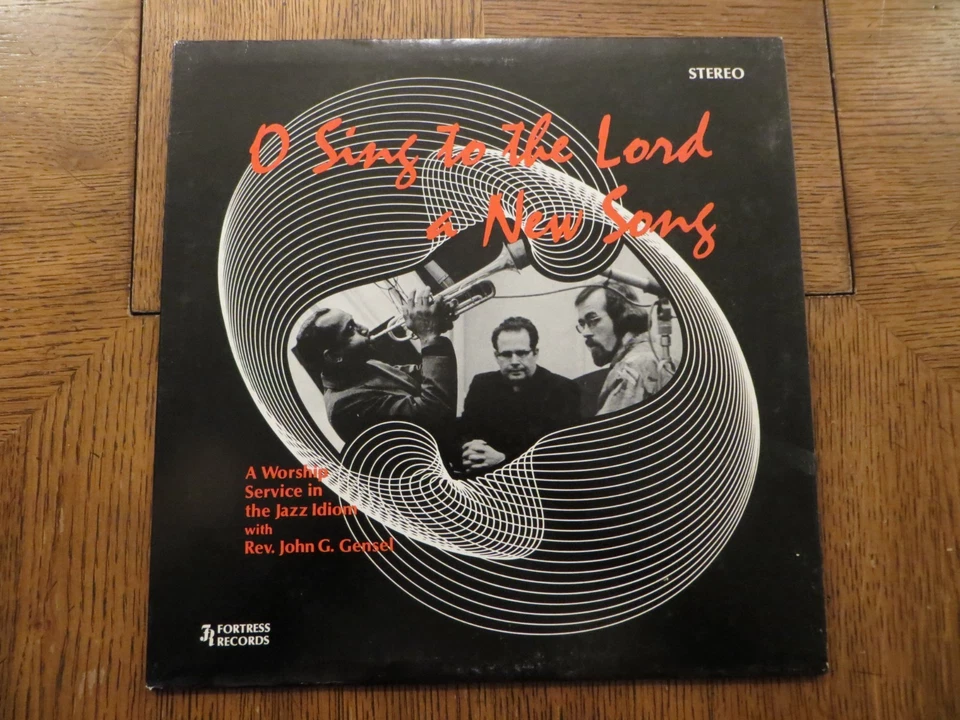 STEREO
O Sing to the Lord
a New Song
A Worship
Service in
the Jazz Idiom
with
Rev. John G. Gensel
FR FORTRESS
RECORDS